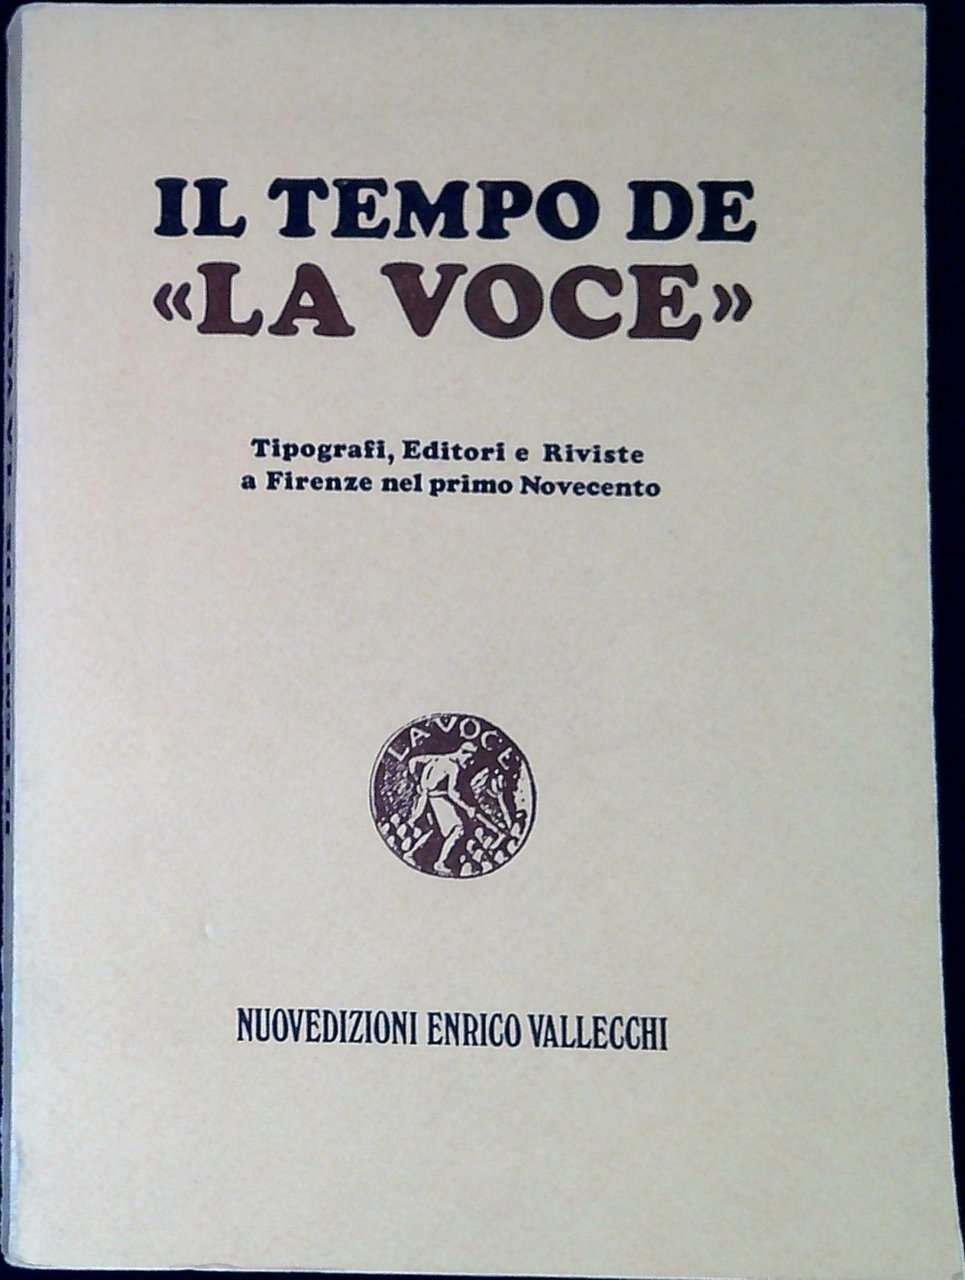 IL TEMPO DE
«LA VOCE»
Tipografi, Editori e Riviste
a Firenze nel primo Novecento
LA VOCE
NUOVEDIZIONI ENRICO VALLECCHI